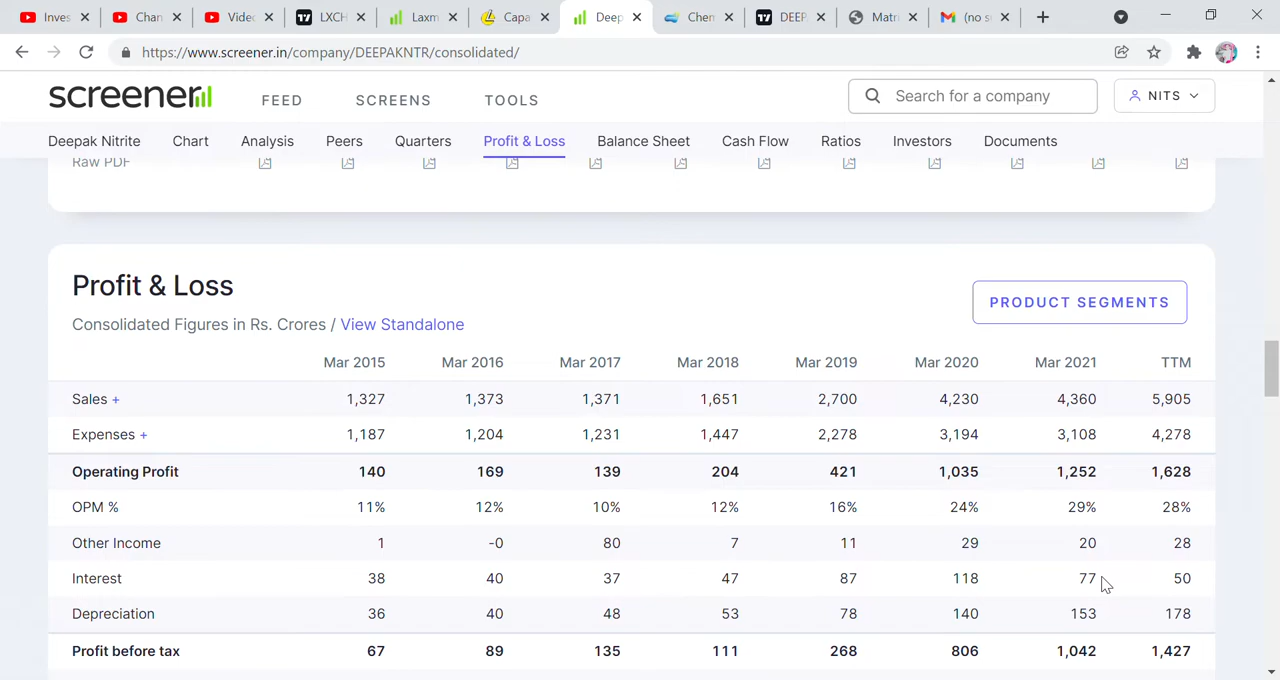 Inves Chan Vide LXCH Laxm Capa Deep Chem DEEP Matri (no s
https://www.screener.in/company/DEEPAKNTR/consolidated/
screener FEED SCREENS TOOLS Search for a company NITS
Deepak Nitrite Chart Analysis Peers Quarters Profit & Loss Balance Sheet Cash Flow Ratios Investors Documents
Raw PDF
Profit & Loss
PRODUCT SEGMENTS
Consolidated Figures in Rs. Crores / View Standalone
Mar 2015 Mar 2016 Mar 2017 Mar 2018 Mar 2019 Mar 2020 Mar 2021 TTM
Sales + 1,327 1,373 1,371 1,651 2,700 4,230 4,360 5,905
Expenses + 1,187 1,204 1,231 1,447 2,278 3,194 3,108 4,278
Operating Profit 140 169 139 204 421 1,035 1,252 1,628
OPM % 11% 12% 10% 12% 16% 24% 29% 28%
Other Income 1 -0 80 7 11 29 20 28
Interest 38 40 37 47 87 118 77 50
Depreciation 36 40 48 53 78 140 153 178
Profit before tax 67 89 135 111 268 806 1,042 1,427